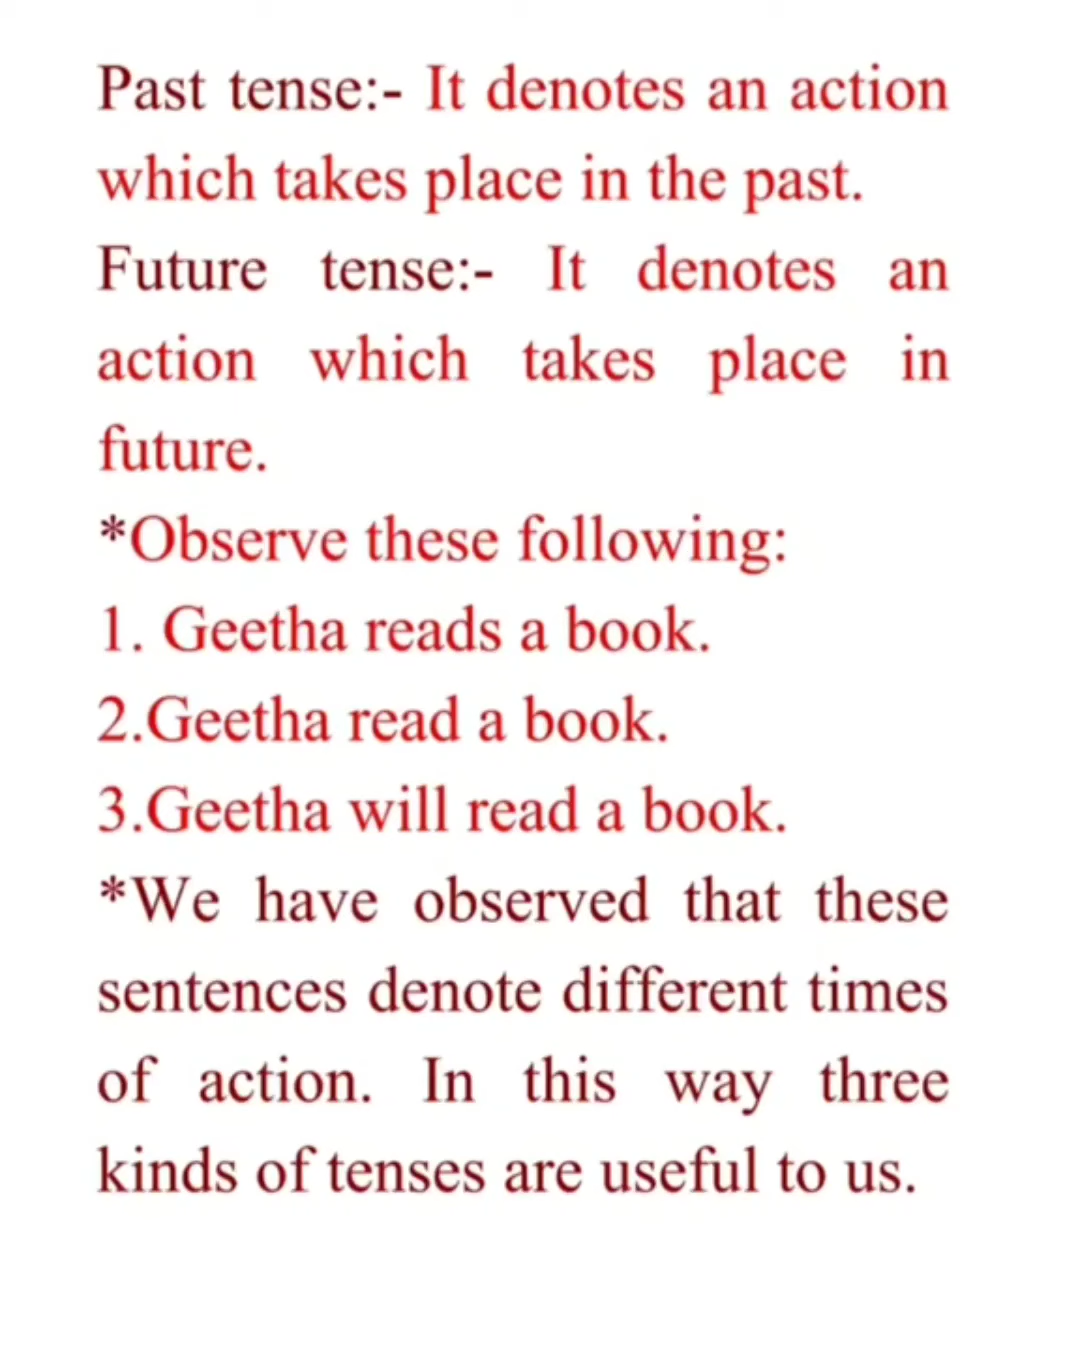 Past tense:- It denotes an action
which takes place in the past.
Future tense:- It denotes an
action which takes place in
future.
*Observe these following:
1. Geetha reads a book.
2.Geetha read a book.
3.Geetha will read a book.
*We have observed that these
sentences denote different times
of action. In this way three
kinds of tenses are useful to us.